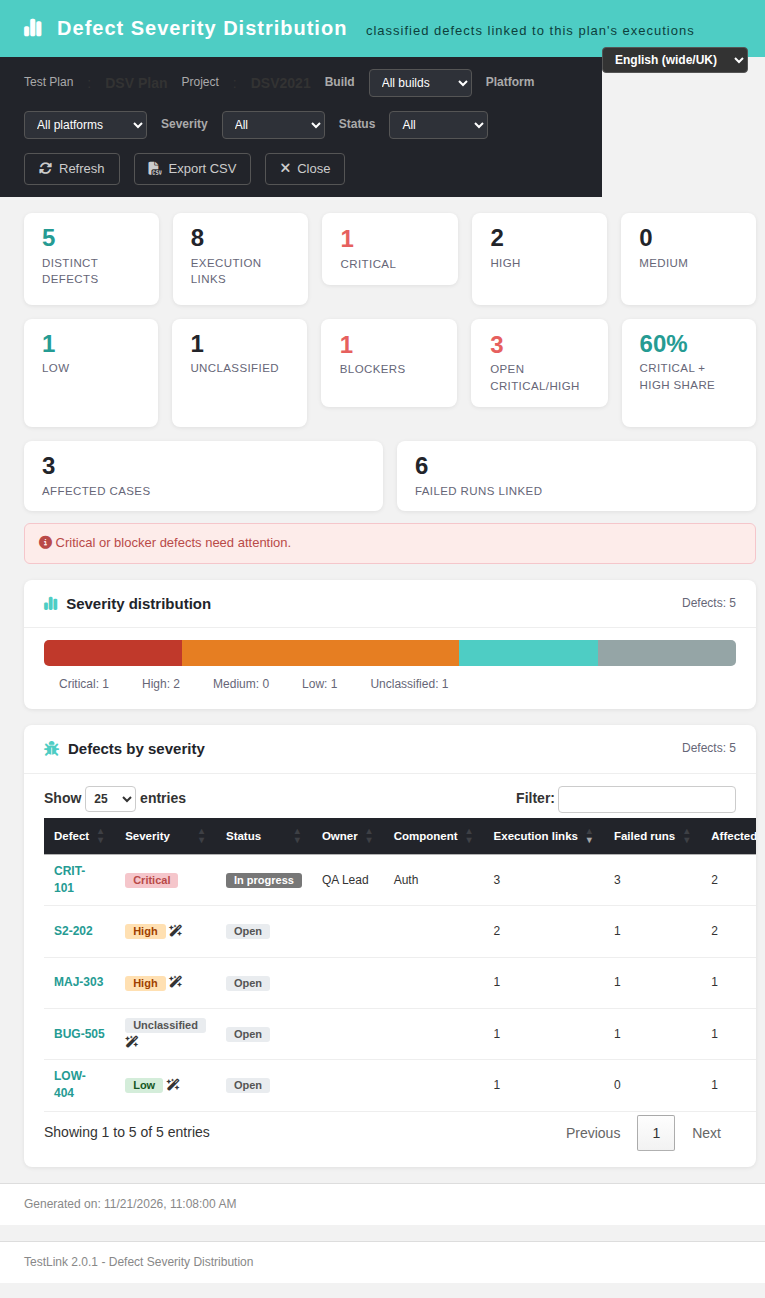 Defect Severity Distribution classified defects linked to this plan's executions
English (wide/UK)
Test Plan : DSV Plan Project : DSV2021 Build All builds Platform
All platforms Severity All Status All
Refresh Export CSV Close
5
DISTINCT
DEFECTS
8
EXECUTION
LINKS
1
CRITICAL
2
HIGH
0
MEDIUM
1
LOW
1
UNCLASSIFIED
1
BLOCKERS
3
OPEN
CRITICAL/HIGH
60%
CRITICAL +
HIGH SHARE
3
AFFECTED CASES
6
FAILED RUNS LINKED
Critical or blocker defects need attention.
Severity distribution Defects: 5
Critical: 1 High: 2 Medium: 0 Low: 1 Unclassified: 1
Defects by severity Defects: 5
Show 25 entries Filter:
Defect Severity Status Owner Component Execution links Failed runs Affected
CRIT-
101 Critical In progress QA Lead Auth 3 3 2
S2-202 High Open 2 1 2
MAJ-303 High Open 1 1 1
BUG-505 Unclassified Open 1 1 1
LOW-
404 Low Open 1 0 1
Showing 1 to 5 of 5 entries Previous 1 Next
Generated on: 11/21/2026, 11:08:00 AM
TestLink 2.0.1 - Defect Severity Distribution